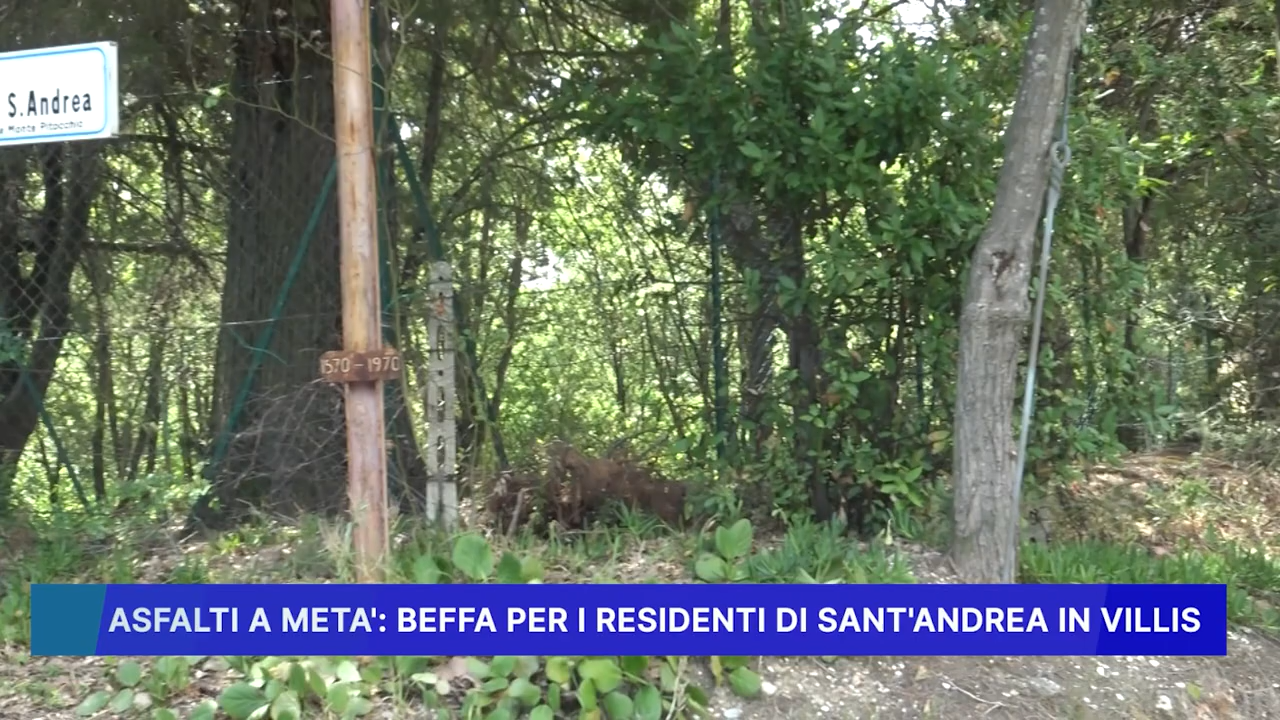 S.Andrea
e Monte Pitocchio
1570-1970
ASFALTI A META': BEFFA PER I RESIDENTI DI SANT'ANDREA IN VILLIS